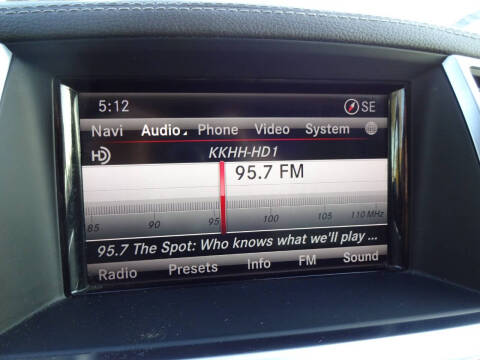 5:12 SE
Navi Audio Phone Video System
HD KKHH-HD1
95.7 FM
85 90 95 100 105 110 MHz
95.7 The Spot: Who knows what we'll play ...
Radio Presets Info FM Sound